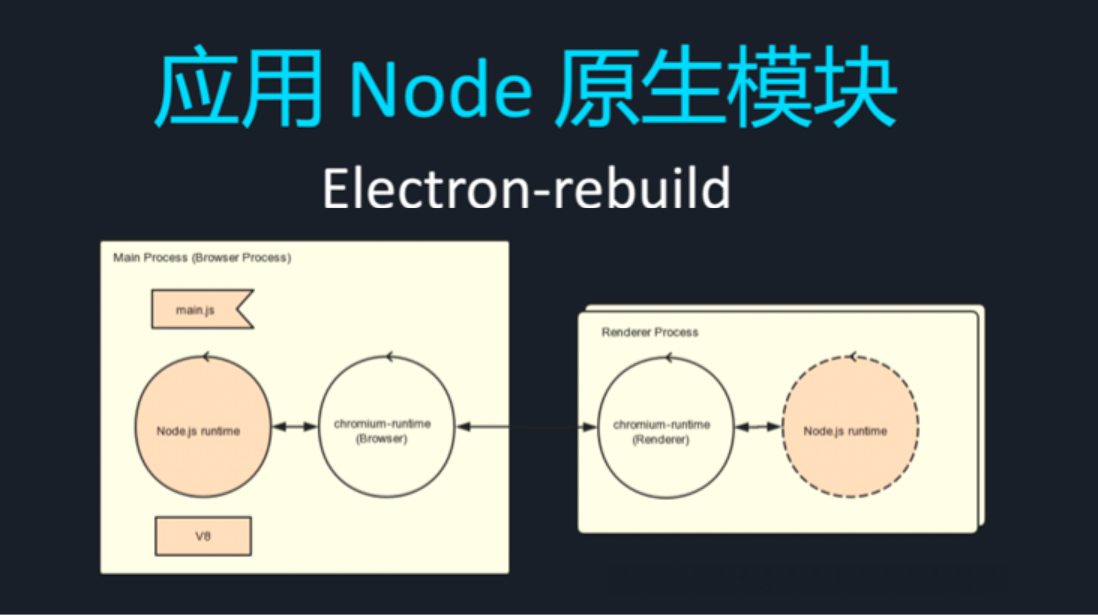 应用 Node 原生模块
Electron-rebuild
Main Process (Browser Process)
main.js
Node.js runtime
chromium-runtime
(Browser)
V8
Renderer Process
chromium-runtime
(Renderer)
Node.js runtime